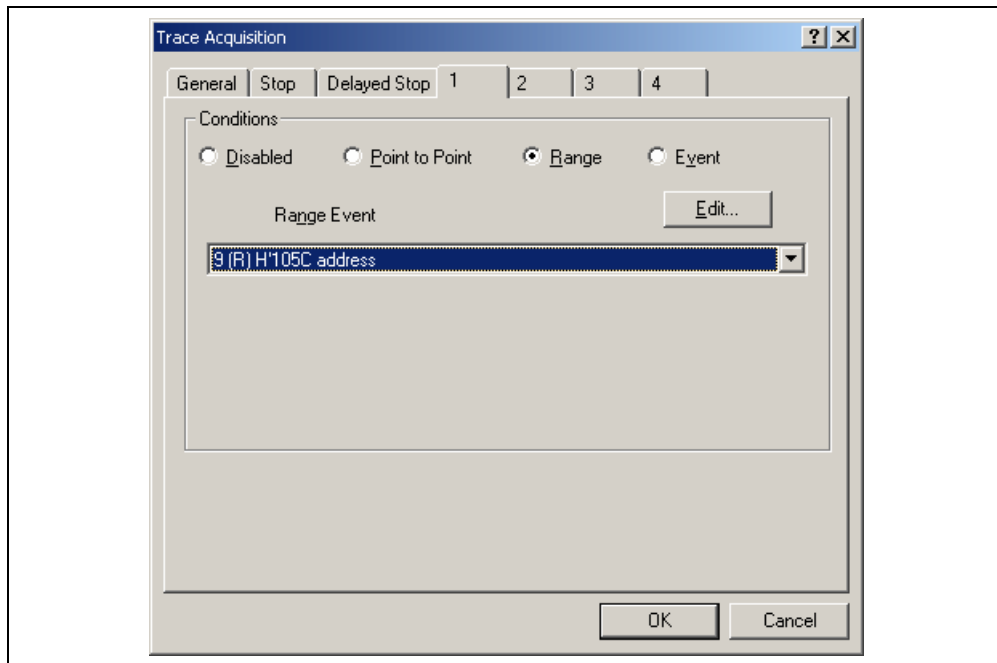 Trace Acquisition
General Stop Delayed Stop 1 2 3 4
Conditions
Disabled Point to Point Range Event
Range Event Edit...
9 (R) H'105C address
OK Cancel